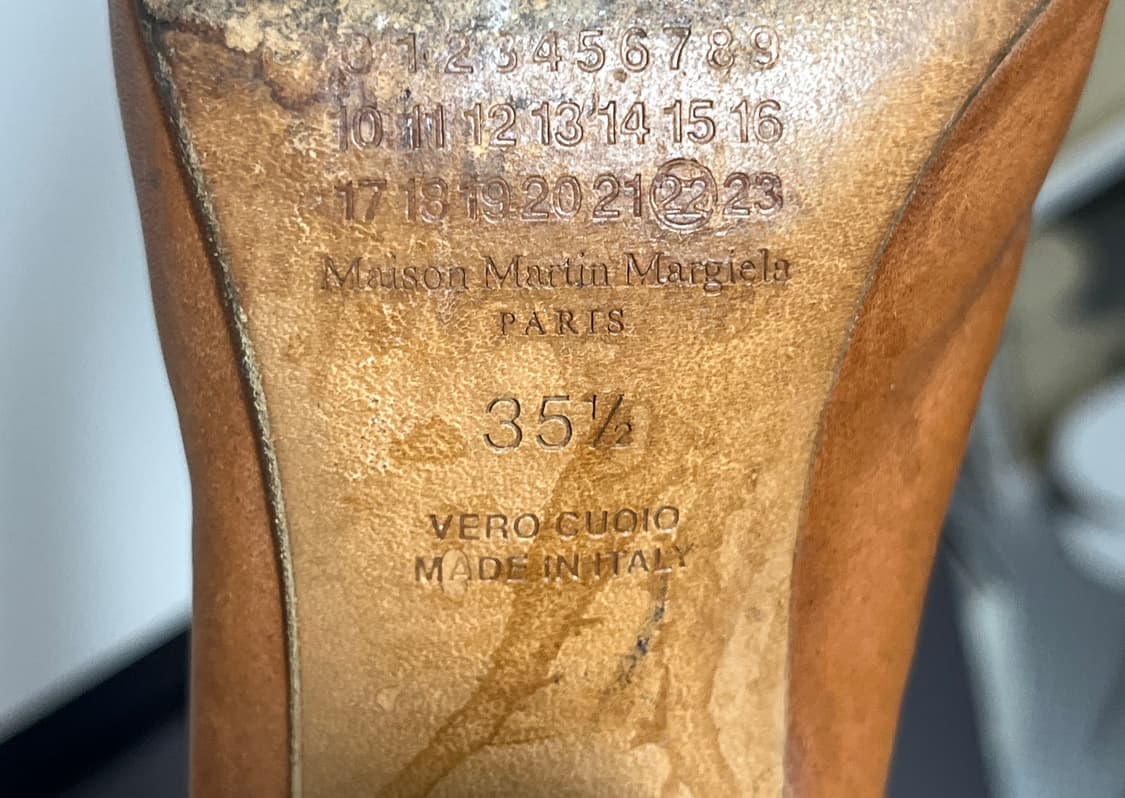 0 1 2 3 4 5 6 7 8 9
10 11 12 13 14 15 16
17 18 19 20 21 22 23
Maison Martin Margiela
PARIS
35½
VERO CUOIO
MADE IN ITALY